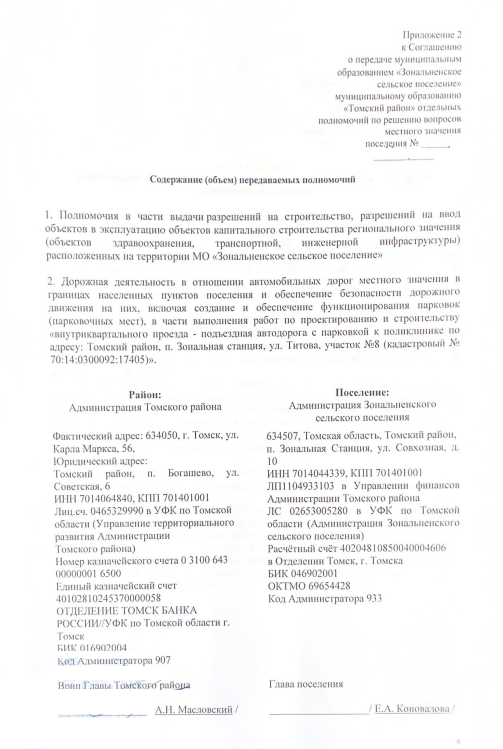 Приложение 2
к Соглашению
о передаче муниципальным
образованием «Зональненское
сельское поселение»
муниципальному образованию
«Томский район» отдельных
полномочий по решению вопросов
местного значения
поселения № ______
Содержание (объем) передаваемых полномочий
1. Полномочия в части выдачи разрешений на строительство, разрешений на ввод
объектов в эксплуатацию объектов капитального строительства регионального значения
(объектов здравоохранения, транспортной, инженерной инфраструктуры)
расположенных на территории МО «Зональненское сельское поселение»
2. Дорожная деятельность в отношении автомобильных дорог местного значения в
границах населенных пунктов поселения и обеспечение безопасности дорожного
движения на них, включая создание и обеспечение функционирования парковок
(парковочных мест), в части выполнения работ по проектированию и строительству
«внутриквартального проезда - подъездная автодорога с парковкой к поликлинике по
адресу: Томский район, п. Зональная станция, ул. Титова, участок №8 (кадастровый №
70:14:0300092:17405)».
Район:
Администрация Томского района
Фактический адрес: 634050, г. Томск, ул.
Карла Маркса, 56,
Юридический адрес:
Томский район, п. Богашево, ул.
Советская, 6
ИНН 7014064840, КПП 701401001
Лиц.сч. 0465329990 в УФК по Томской
области (Управление территориального
развития Администрации
Томского района)
Номер казначейского счета 0 3100 643
00000001 6500
Единый казначейский счет
40102810245370000058
ОТДЕЛЕНИЕ ТОМСК БАНКА
РОССИИ//УФК по Томской области г.
Томск
БИК 016902004
Код Администратора 907
Врип Главы Томского района
А.Н. Масловский /
Поселение:
Администрация Зональненского
сельского поселения
634507, Томская область, Томский район,
п. Зональная Станция, ул. Совхозная, д.
10
ИНН 7014044339, КПП 701401001
ЛП1104933103 в Управлении финансов
Администрации Томского района
ЛС 02653005280 в УФК по Томской
области (Администрация Зональненского
сельского поселения)
Расчётный счёт 40204810850040004606
в Отделении Томск, г. Томска
БИК 046902001
ОКТМО 69654428
Код Администратора 933
Глава поселения
/ Е.А. Коновалова /
6